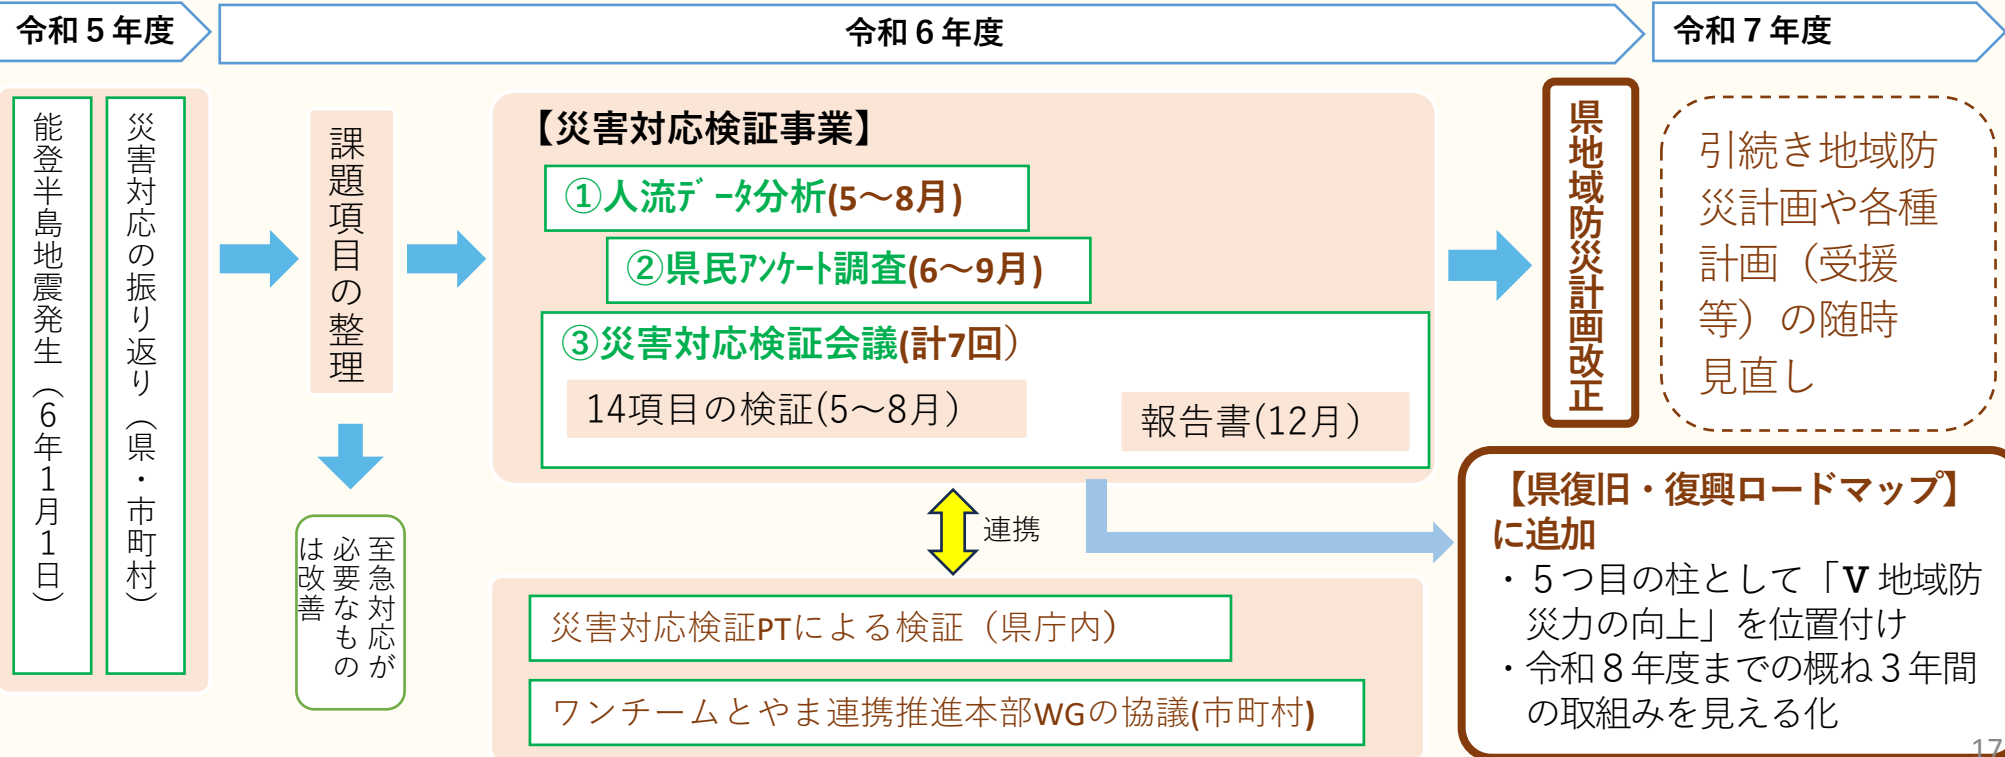 令和５年度
令和６年度
令和７年度
能登半島地震発生（６年１月１日）
災害対応の振り返り（県・市町村）
課題項目の整理
至急対応が
必要なもの
は改善
【災害対応検証事業】
①人流ﾃﾞｰﾀ分析(5～8月)
②県民ｱﾝｹｰﾄ調査(6～9月)
③災害対応検証会議(計7回）
14項目の検証(5～8月）
報告書(12月）
連携
災害対応検証PTによる検証（県庁内）
ワンチームとやま連携推進本部WGの協議(市町村)
県地域防災計画改正
引続き地域防
災計画や各種
計画（受援
等）の随時
見直し
【県復旧・復興ロードマップ】
に追加
・５つ目の柱として「Ⅴ 地域防
災力の向上」を位置付け
・令和８年度までの概ね３年間
の取組みを見える化
17